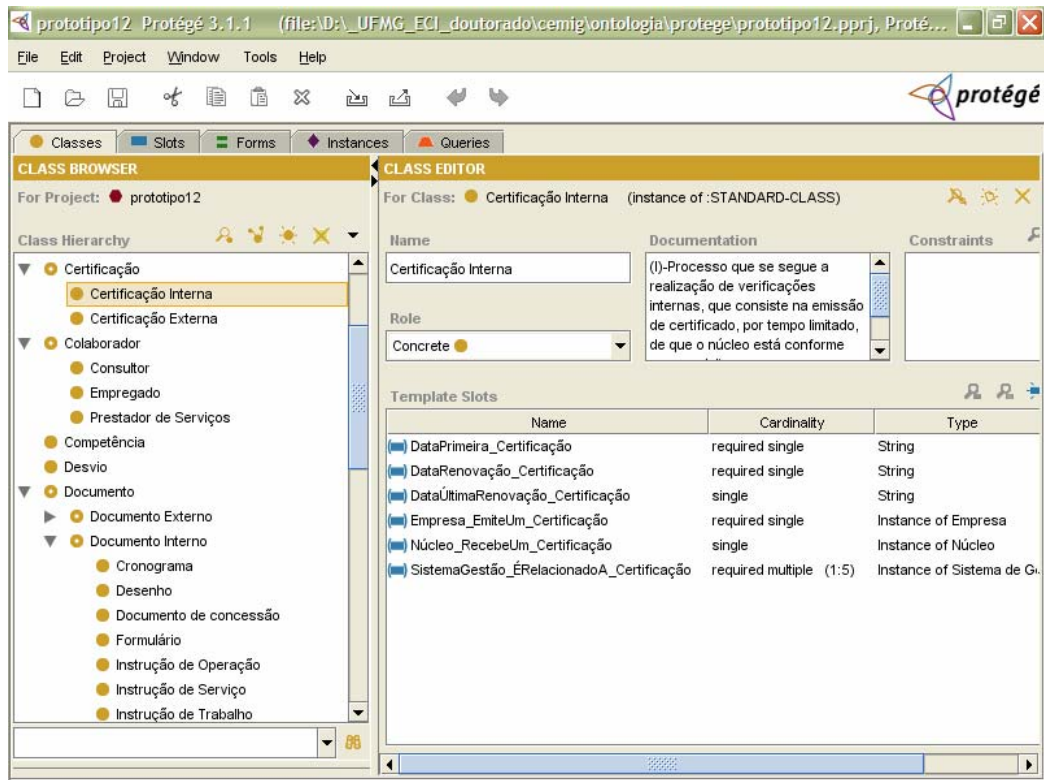 prototipo12 Protégé 3.1.1 (file:\D:\_UFMG_ECI_doutorado\cemig\ontologia\protege\prototipo12.pprj, Proté...
File Edit Project Window Tools Help
protégé
Classes Slots Forms Instances Queries
CLASS BROWSER
For Project: prototipo12
Class Hierarchy
Certificação
Certificação Interna
Certificação Externa
Colaborador
Consultor
Empregado
Prestador de Serviços
Competência
Desvio
Documento
Documento Externo
Documento Interno
Cronograma
Desenho
Documento de concessão
Formulário
Instrução de Operação
Instrução de Serviço
Instrução de Trabalho
CLASS EDITOR
For Class: Certificação Interna (instance of :STANDARD-CLASS)
Name
Certificação Interna
Role
Concrete
Documentation
(I)-Processo que se segue a
realização de verificações
internas, que consiste na emissão
de certificado, por tempo limitado,
de que o núcleo está conforme
Constraints
Template Slots
Name Cardinality Type
DataPrimeira_Certificação required single String
DataRenovação_Certificação required single String
DataÚltimaRenovação_Certificação single String
Empresa_EmiteUm_Certificação required single Instance of Empresa
Núcleo_RecebeUm_Certificação single Instance of Núcleo
SistemaGestão_ÉRelacionadoA_Certificação required multiple (1:5) Instance of Sistema de